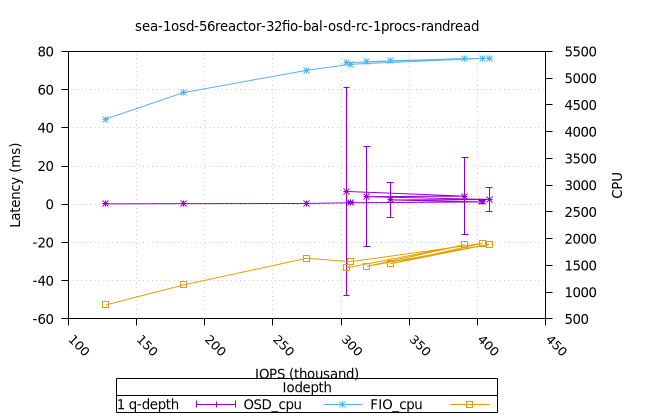 sea-1osd-56reactor-32fio-bal-osd-rc-1procs-randread
80
60
40
20
0
-20
-40
-60
Latency (ms)
5500
5000
4500
4000
3500
3000
2500
2000
1500
1000
500
CPU
100 150 200 250 300 350 400 450
IOPS (thousand)
Iodepth
1 q-depth OSD_cpu FIO_cpu